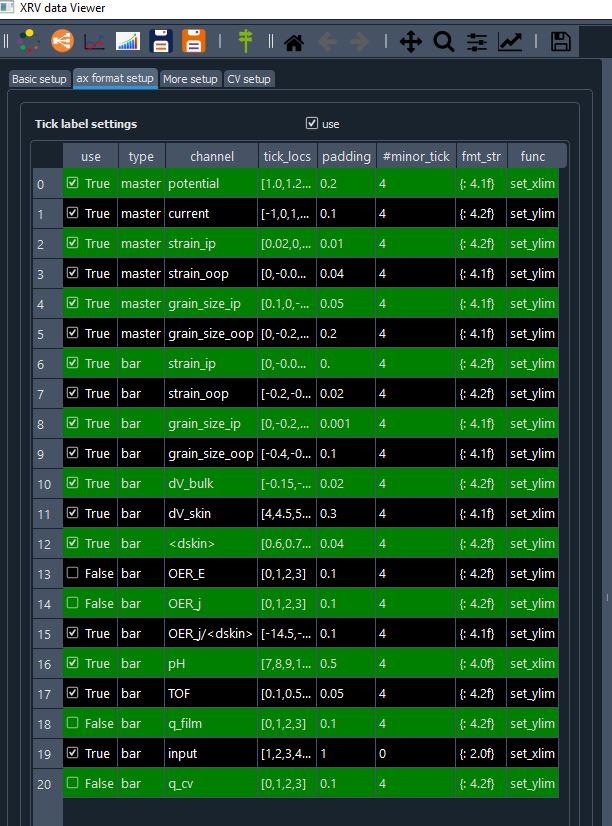 XRV data Viewer
Basic setup ax format setup More setup CV setup
Tick label settings use
use type channel tick_locs padding #minor_tick fmt_str func
0 True master potential [1.0,1.2... 0.2 4 {: 4.1f} set_xlim
1 True master current [-1,0,1,... 0.1 4 {: 4.2f} set_ylim
2 True master strain_ip [0.02,0,... 0.01 4 {: 4.2f} set_ylim
3 True master strain_oop [0,-0.0... 0.04 4 {: 4.1f} set_ylim
4 True master grain_size_ip [0.1,0,-... 0.05 4 {: 4.1f} set_ylim
5 True master grain_size_oop [0,-0.2,... 0.2 4 {: 4.1f} set_ylim
6 True bar strain_ip [0,-0.0... 0. 4 {: 4.2f} set_ylim
7 True bar strain_oop [-0.2,-0... 0.02 4 {: 4.2f} set_ylim
8 True bar grain_size_ip [0,-0.2,... 0.001 4 {: 4.2f} set_ylim
9 True bar grain_size_oop [-0.4,-0... 0.1 4 {: 4.1f} set_ylim
10 True bar dV_bulk [-0.15,-... 0.02 4 {: 4.2f} set_ylim
11 True bar dV_skin [4,4.5,5... 0.3 4 {: 4.1f} set_xlim
12 True bar <dskin> [0.6,0.7... 0.04 4 {: 4.2f} set_ylim
13 False bar OER_E [0,1,2,3] 0.1 4 {: 4.2f} set_ylim
14 False bar OER_j [0,1,2,3] 0.1 4 {: 4.2f} set_ylim
15 True bar OER_j/<dskin> [-14.5,-... 0.1 4 {: 4.1f} set_ylim
16 True bar pH [7,8,9,1... 0.5 4 {: 4.0f} set_xlim
17 True bar TOF [0.1,0.5... 0.05 4 {: 4.2f} set_ylim
18 False bar q_film [0,1,2,3] 0.1 4 {: 4.2f} set_ylim
19 True bar input [1,2,3,4... 1 0 {: 2.0f} set_xlim
20 False bar q_cv [0,1,2,3] 0.1 4 {: 4.2f} set_ylim